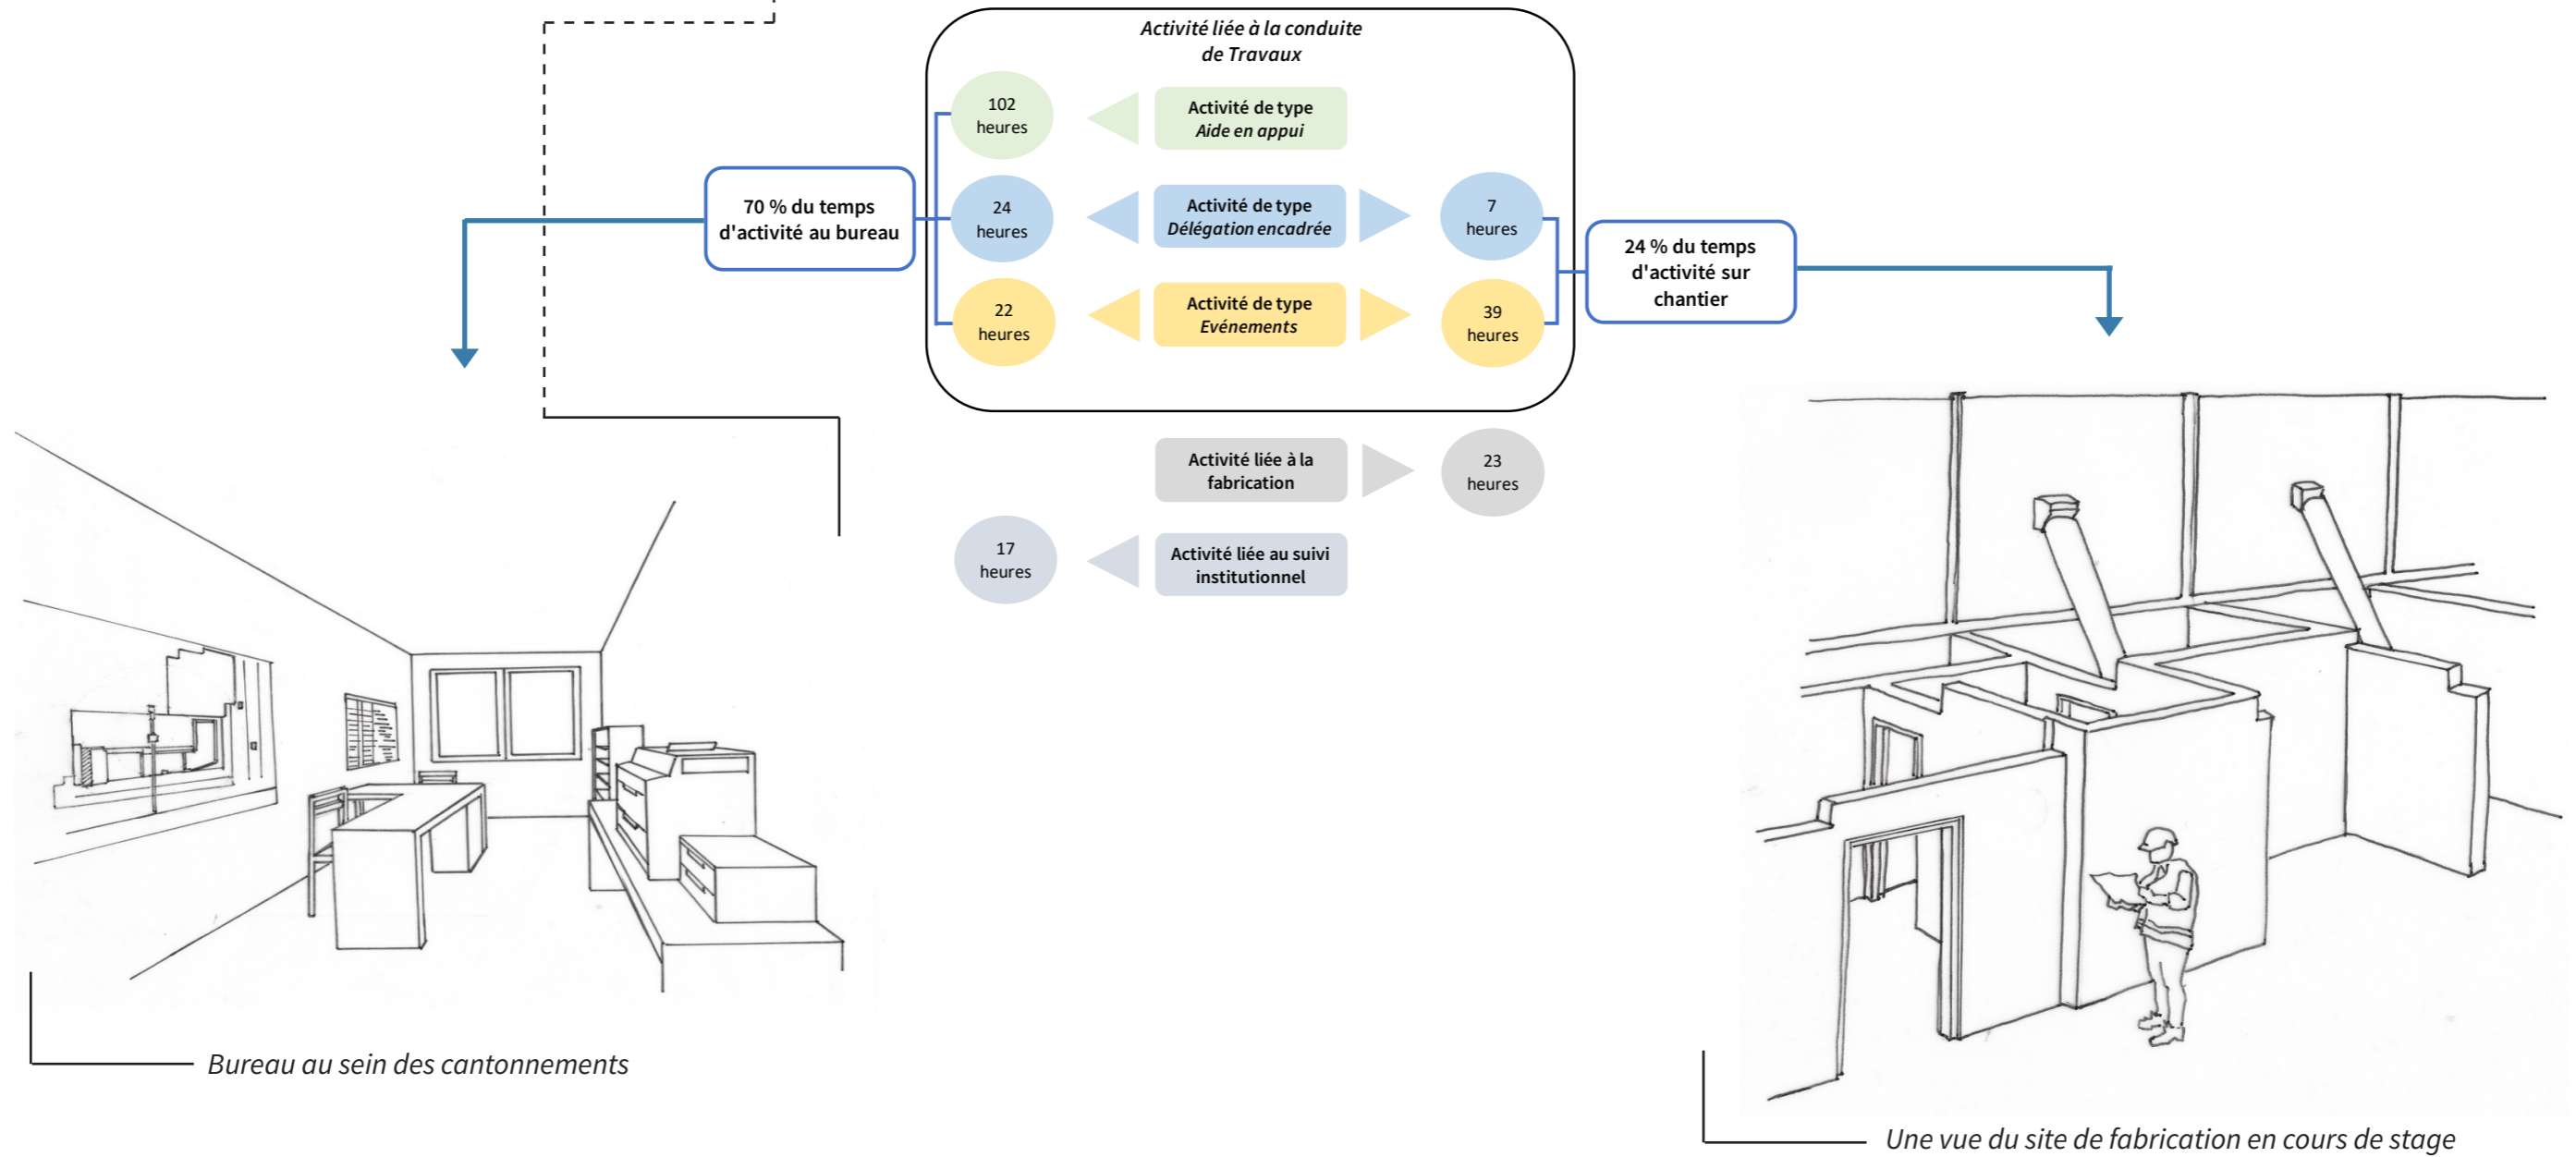 Activité liée à la conduite
de Travaux
102
heures
Activité de type
Aide en appui
70 % du temps
d'activité au bureau
24
heures
Activité de type
Délégation encadrée
7
heures
24 % du temps
d'activité sur
chantier
22
heures
Activité de type
Evénements
39
heures
Activité liée à la
fabrication
23
heures
17
heures
Activité liée au suivi
institutionnel
Bureau au sein des cantonnements
Une vue du site de fabrication en cours de stage